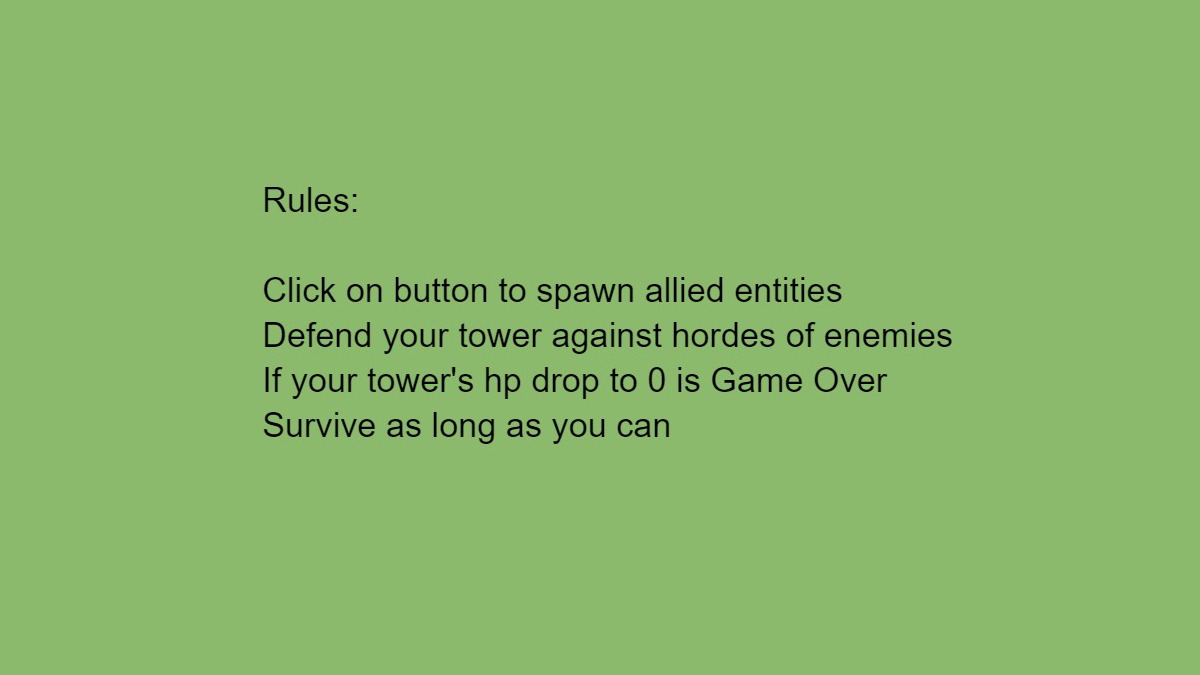 Rules:
Click on button to spawn allied entities
Defend your tower against hordes of enemies
If your tower's hp drop to 0 is Game Over
Survive as long as you can